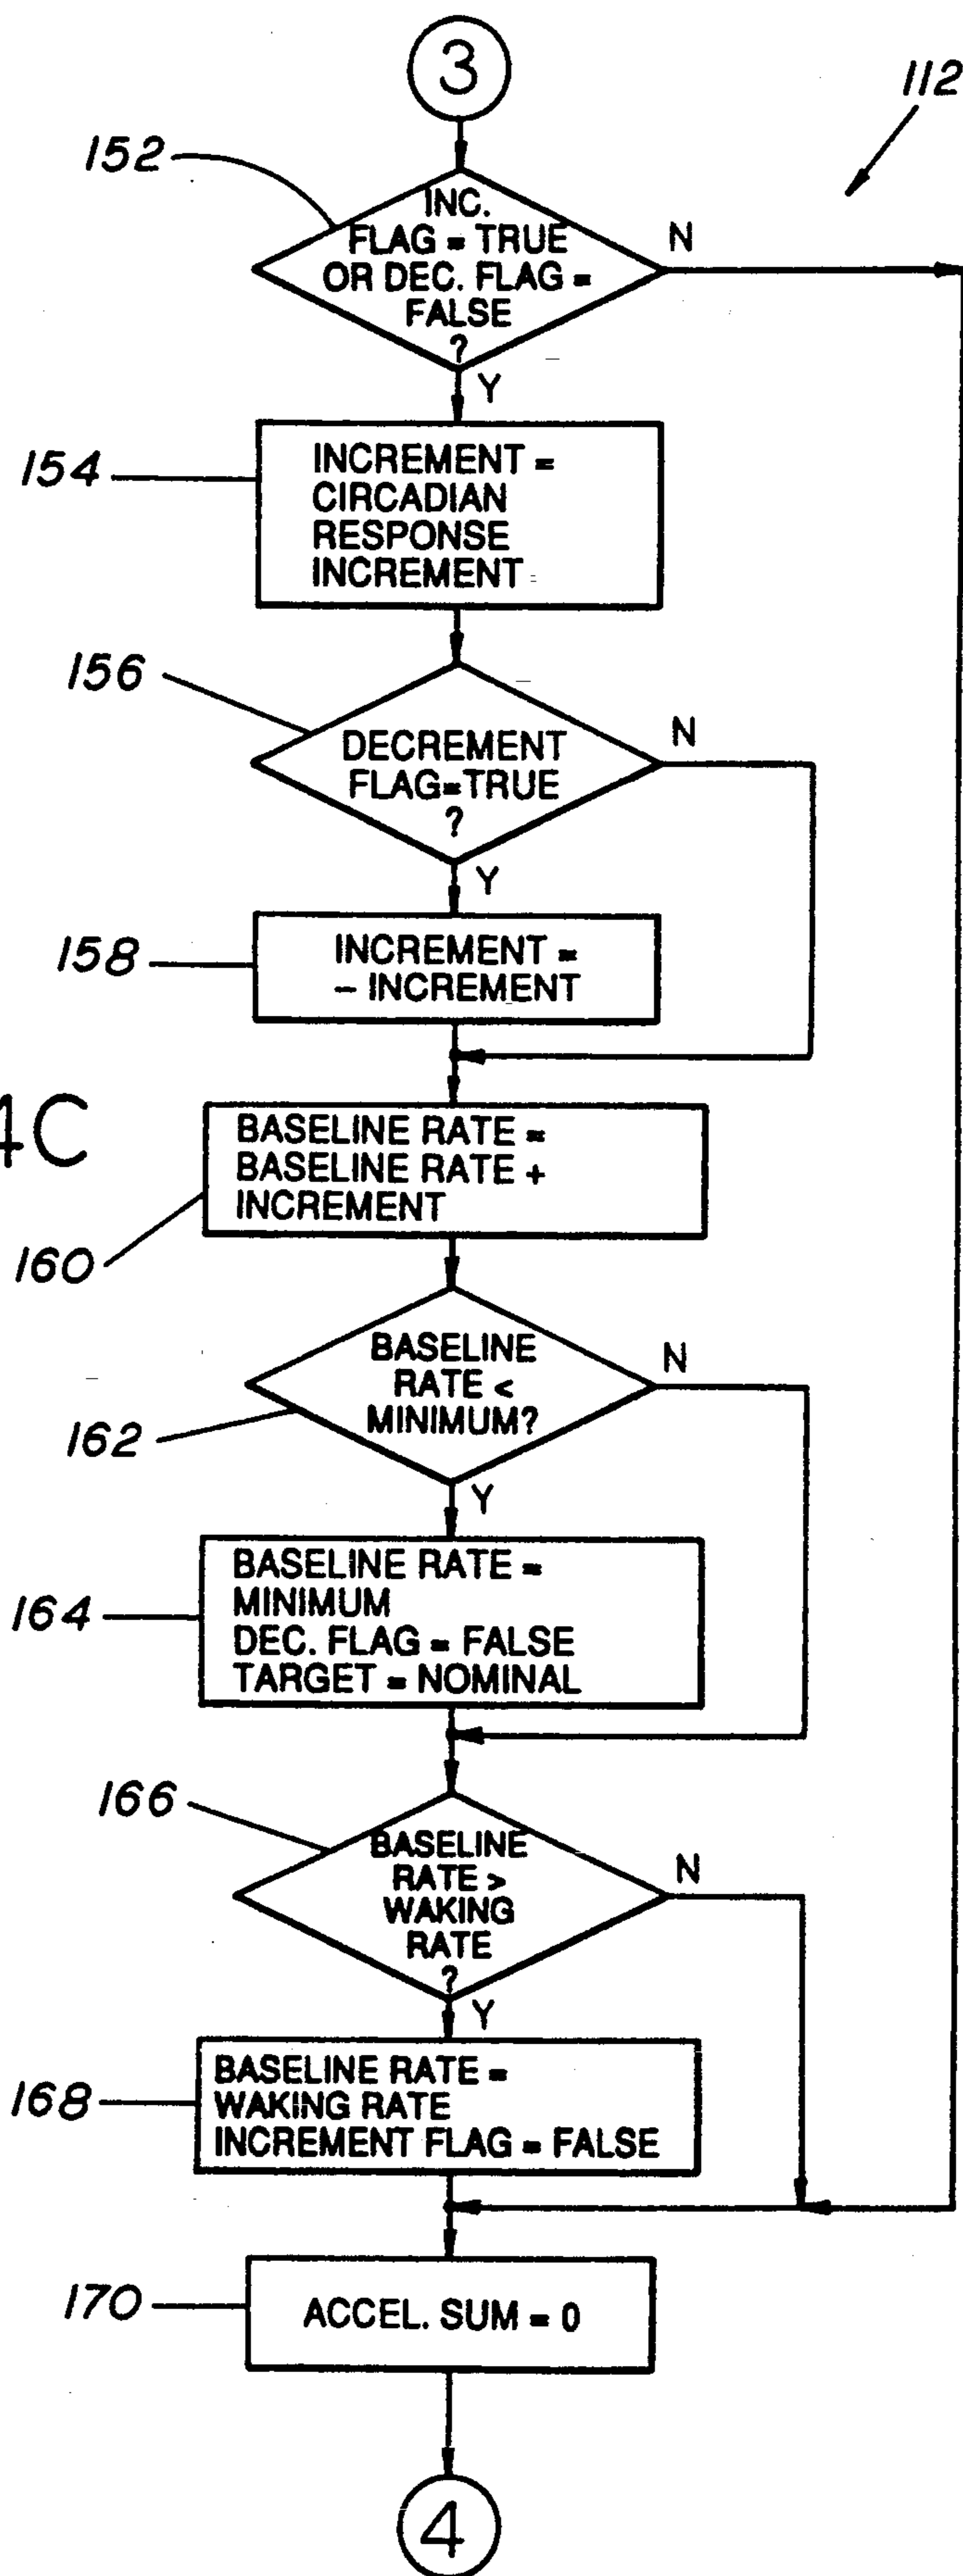 3
112
152
INC.
FLAG = TRUE
OR DEC. FLAG =
FALSE
?
N
Y
154
INCREMENT =
CIRCADIAN
RESPONSE
INCREMENT
156
DECREMENT
FLAG=TRUE
?
N
Y
158
INCREMENT =
– INCREMENT
4C
160
BASELINE RATE =
BASELINE RATE +
INCREMENT
162
BASELINE
RATE <
MINIMUM?
N
Y
164
BASELINE RATE =
MINIMUM
DEC. FLAG = FALSE
TARGET = NOMINAL
166
BASELINE
RATE >
WAKING
RATE
?
N
Y
168
BASELINE RATE =
WAKING RATE
INCREMENT FLAG = FALSE
170
ACCEL. SUM = 0
4